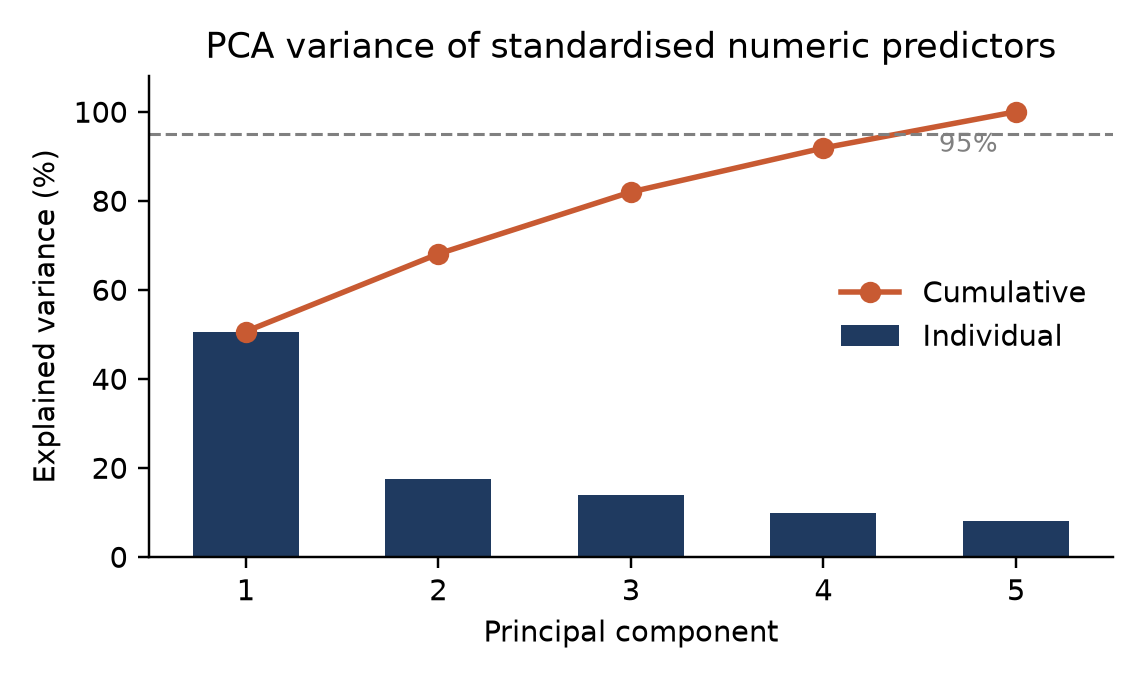 PCA variance of standardised numeric predictors
Explained variance (%)
100
80
60
40
20
0
95%
Cumulative
Individual
1 2 3 4 5
Principal component